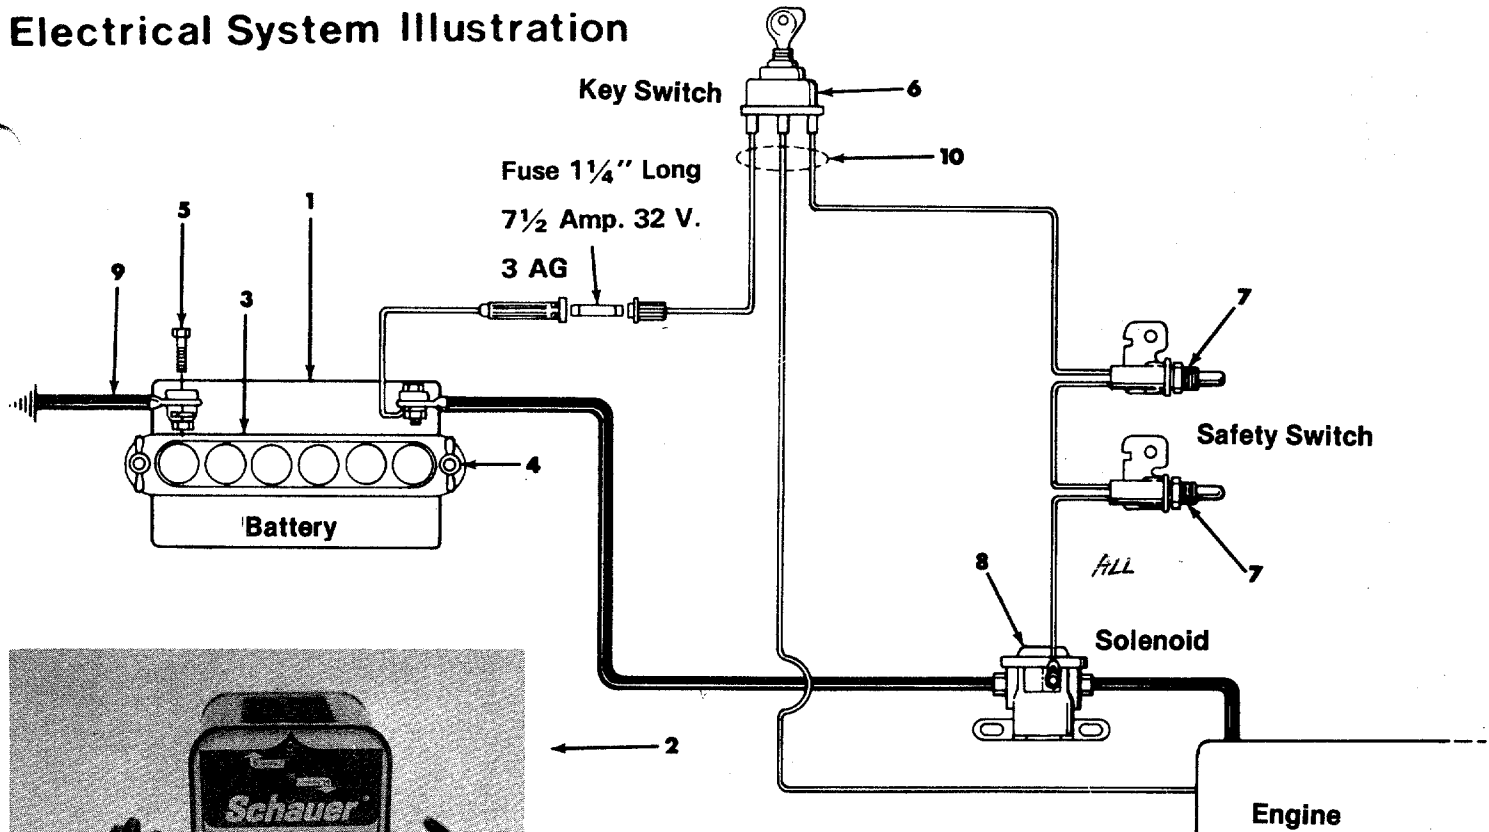 Electrical System Illustration
Key Switch
6
10
Fuse 1¼" Long
7½ Amp. 32 V.
3 AG
5
1
9
3
7
Safety Switch
4
Battery
7
8
ALL
Solenoid
2
Schauer
Engine